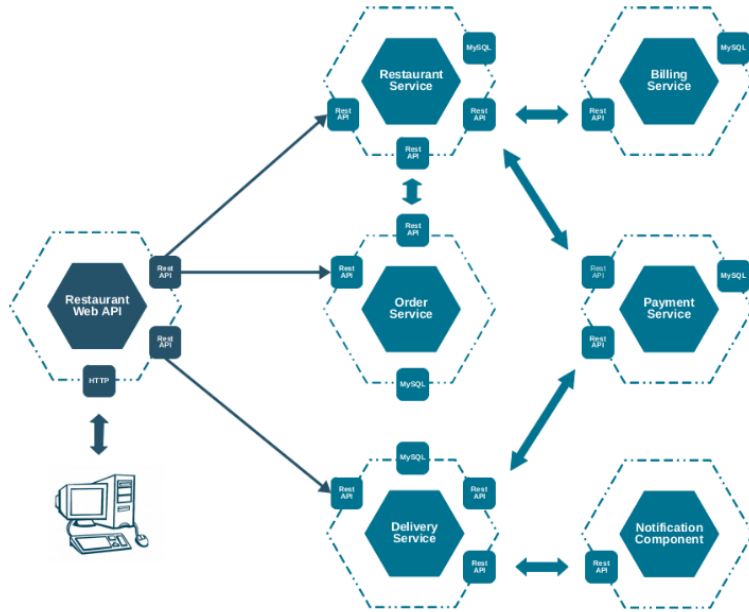 MySQL
MySQL
Restaurant
Service
Billing
Service
Rest
API
Rest
API
Rest
API
Rest
API
Rest
API
Rest
API
Rest
API
Rest
API
MySQL
Restaurant
Web API
Order
Service
Payment
Service
Rest
API
Rest
API
HTTP
MySQL
MySQL
Rest
API
Rest
API
Delivery
Service
Notification
Component
Rest
API
Rest
API
Rest
API